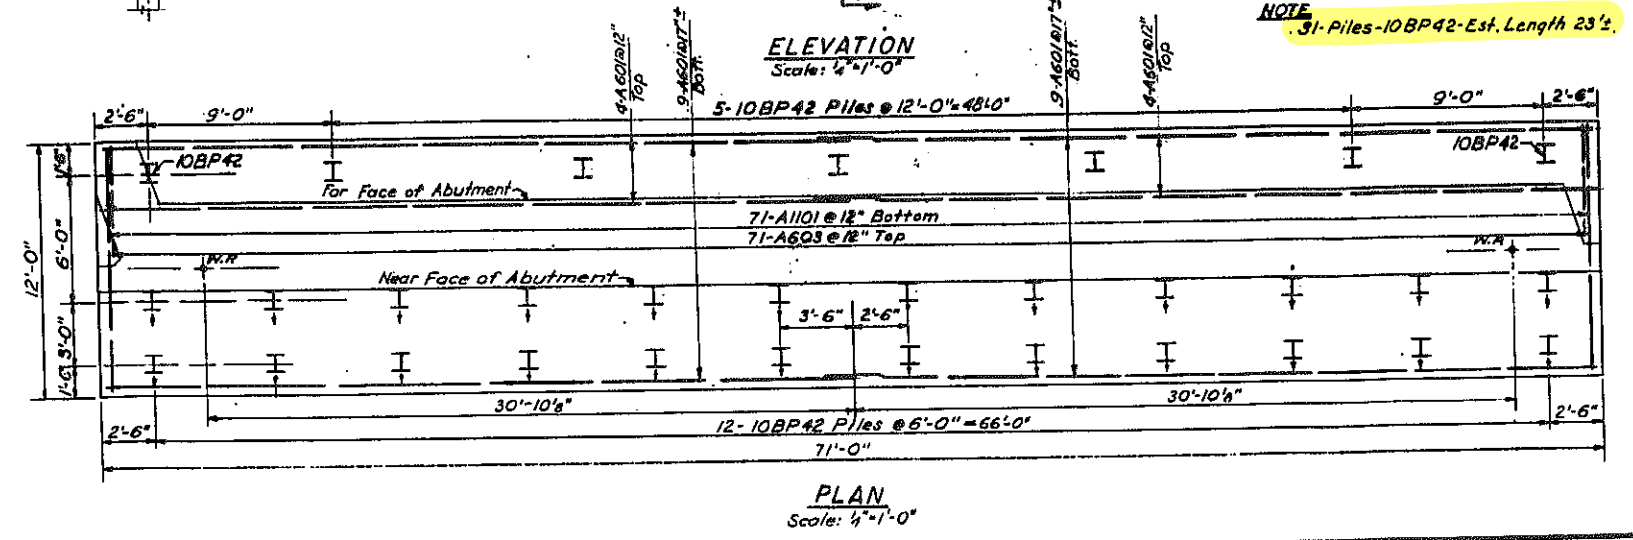 NOTE
31-Piles-10BP42-Est. Length 23'±.
ELEVATION
Scale: ¼"=1'-0"
4-A601@12"
Top
9-A601@17"±
Bott.
9-A601@17"±
Bott.
4-A601@12"
Top
5-10BP42 Piles @ 12'-0"=48'-0"
2'-6"
9'-0"
9'-0"
2'-6"
10BP42
10BP42
1'-6"
Far Face of Abutment
71-A1101 @ 12" Bottom
71-A603 @ 12" Top
12'-0"
6'-0"
W.P.
W.P.
Near Face of Abutment
3'-6"
2'-6"
3'-0"
1'-6"
30'-10⅛"
30'-10⅛"
2'-6"
12-10BP42 Piles @ 6'-0"=66'-0"
2'-6"
71'-0"
PLAN
Scale: ¼"=1'-0"